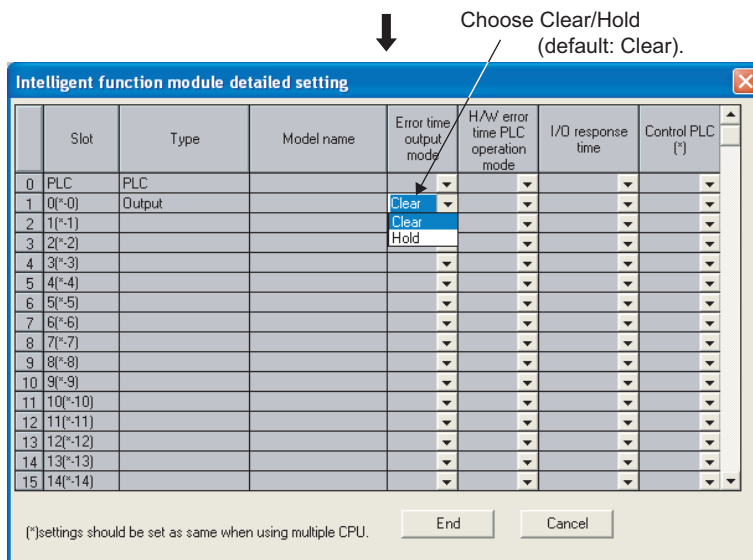 Choose Clear/Hold
(default: Clear).
Intelligent function module detailed setting
Slot Type Model name Error time output mode H/W error time PLC operation mode I/O response time Control PLC (*)
0 PLC PLC
1 0(*-0) Output Clear
2 1(*-1) Clear
3 2(*-2) Hold
4 3(*-3)
5 4(*-4)
6 5(*-5)
7 6(*-6)
8 7(*-7)
9 8(*-8)
10 9(*-9)
11 10(*-10)
12 11(*-11)
13 12(*-12)
14 13(*-13)
15 14(*-14)
(*)settings should be set as same when using multiple CPU. End Cancel